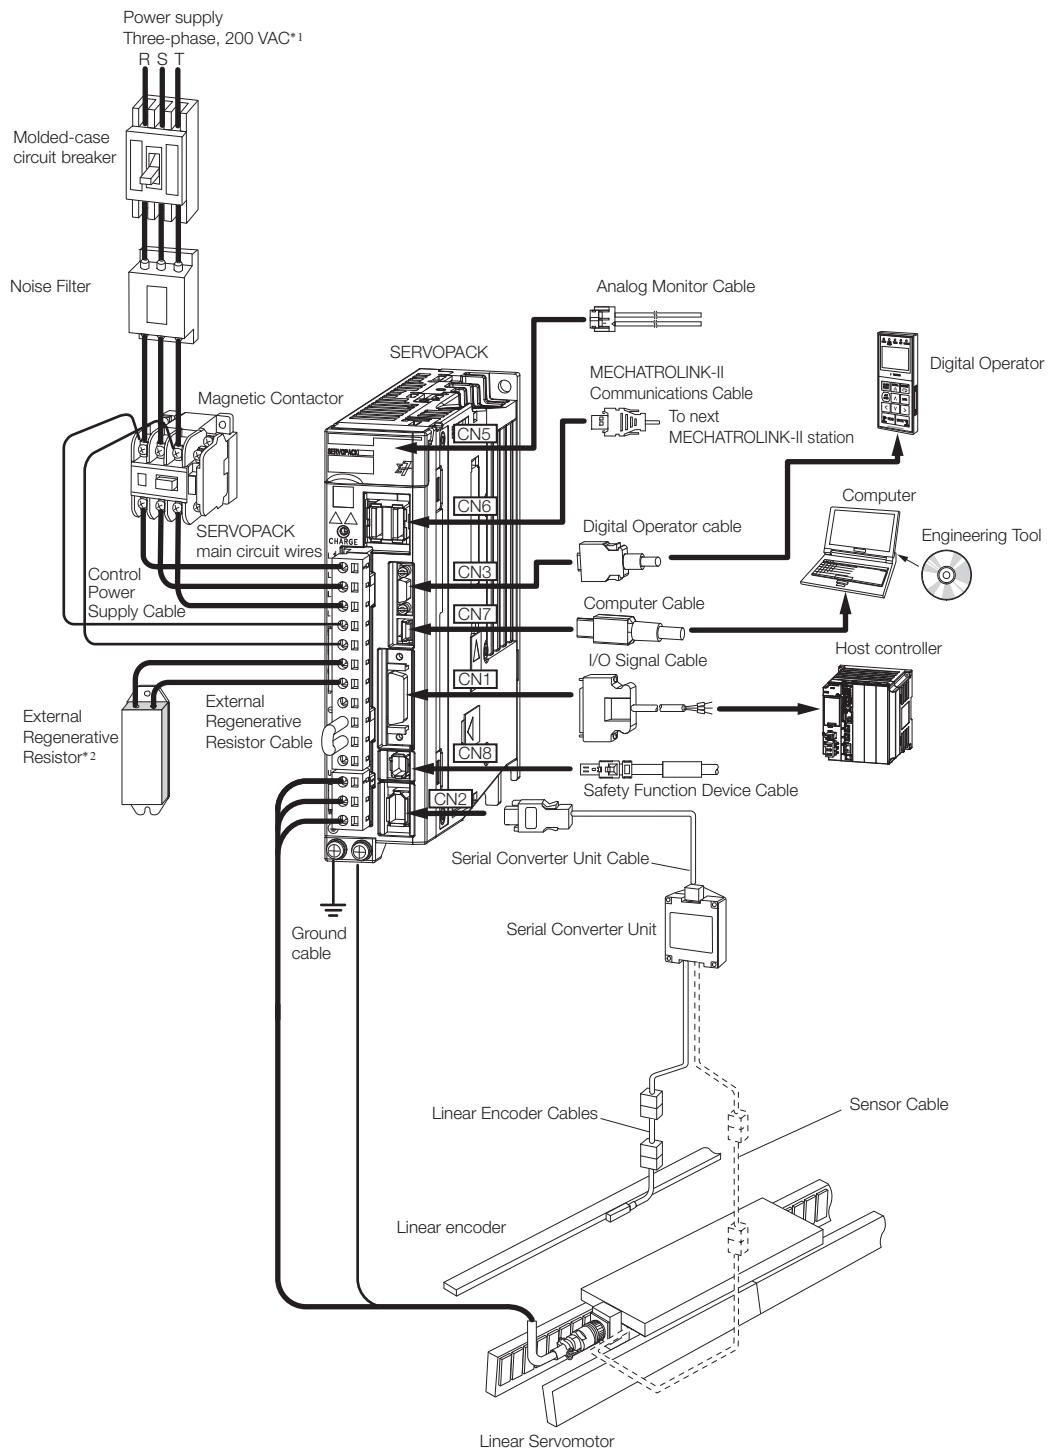 Power supply
Three-phase, 200 VAC*1
R S T
Molded-case
circuit breaker
Noise Filter
Analog Monitor Cable
SERVOPACK
MECHATROLINK-II
Communications Cable
To next
MECHATROLINK-II station
Digital Operator
Magnetic Contactor
CN5
SERVOPACK
CN6
CHARGE
SERVOPACK
main circuit wires
Control
Power
Supply Cable
Digital Operator cable
CN3
Computer
Engineering Tool
Computer Cable
CN7
I/O Signal Cable
CN1
Host controller
External
Regenerative
Resistor*2
External
Regenerative
Resistor Cable
CN8
Safety Function Device Cable
CN2
Serial Converter Unit Cable
Serial Converter Unit
Ground
cable
Linear Encoder Cables
Sensor Cable
Linear encoder
Linear Servomotor